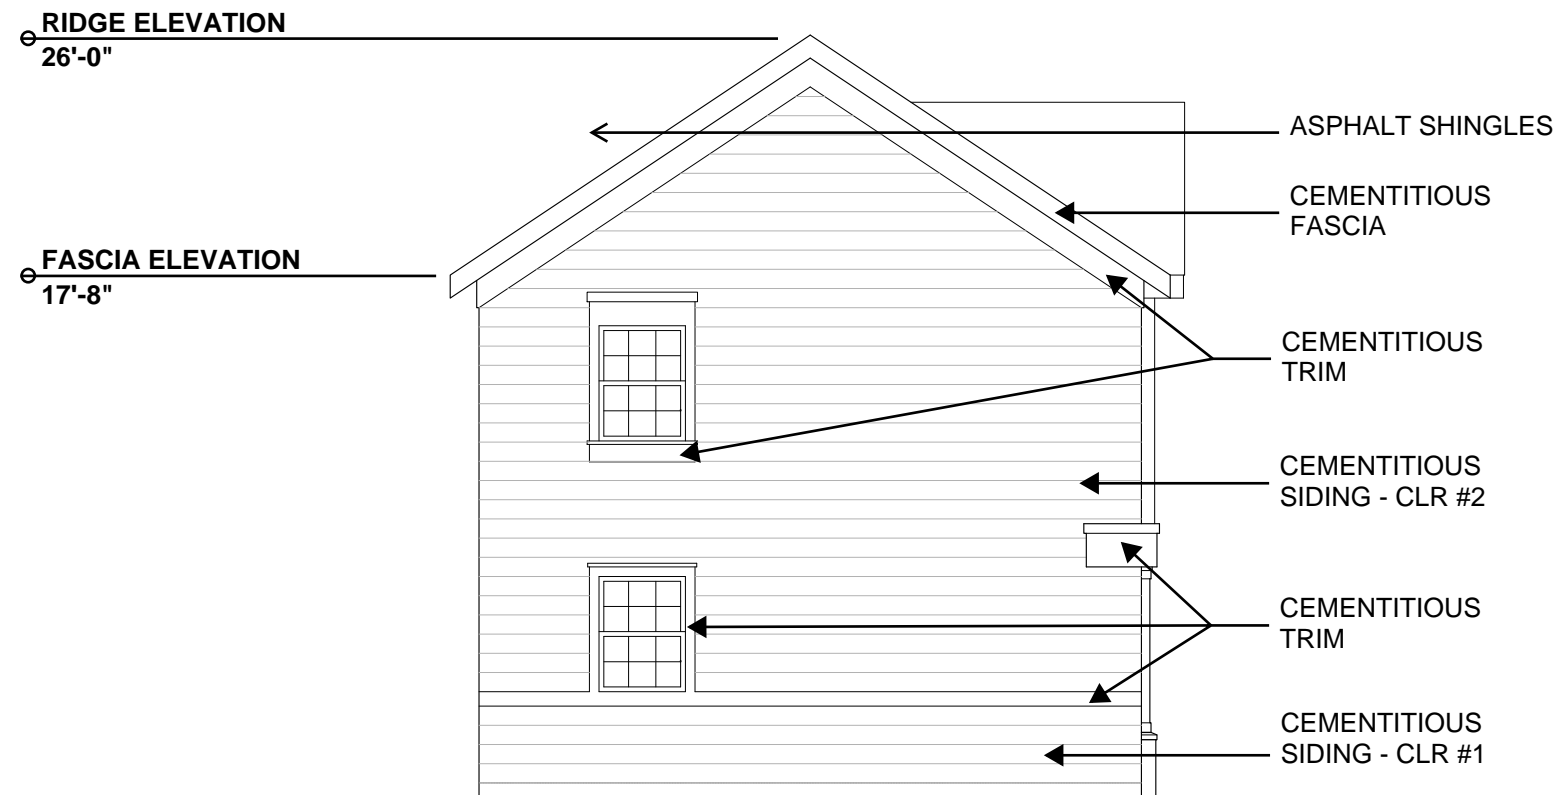 RIDGE ELEVATION
26'-0"
ASPHALT SHINGLES
CEMENTITIOUS
FASCIA
FASCIA ELEVATION
17'-8"
CEMENTITIOUS
TRIM
CEMENTITIOUS
SIDING - CLR #2
CEMENTITIOUS
TRIM
CEMENTITIOUS
SIDING - CLR #1